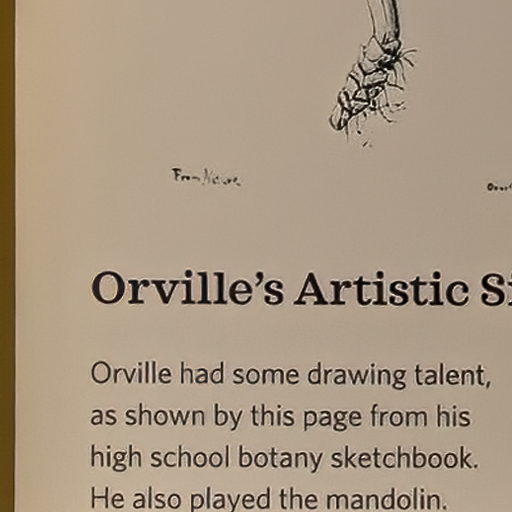 From Nature.
Orville's Artistic Si
Orville had some drawing talent,
as shown by this page from his
high school botany sketchbook.
He also played the mandolin.